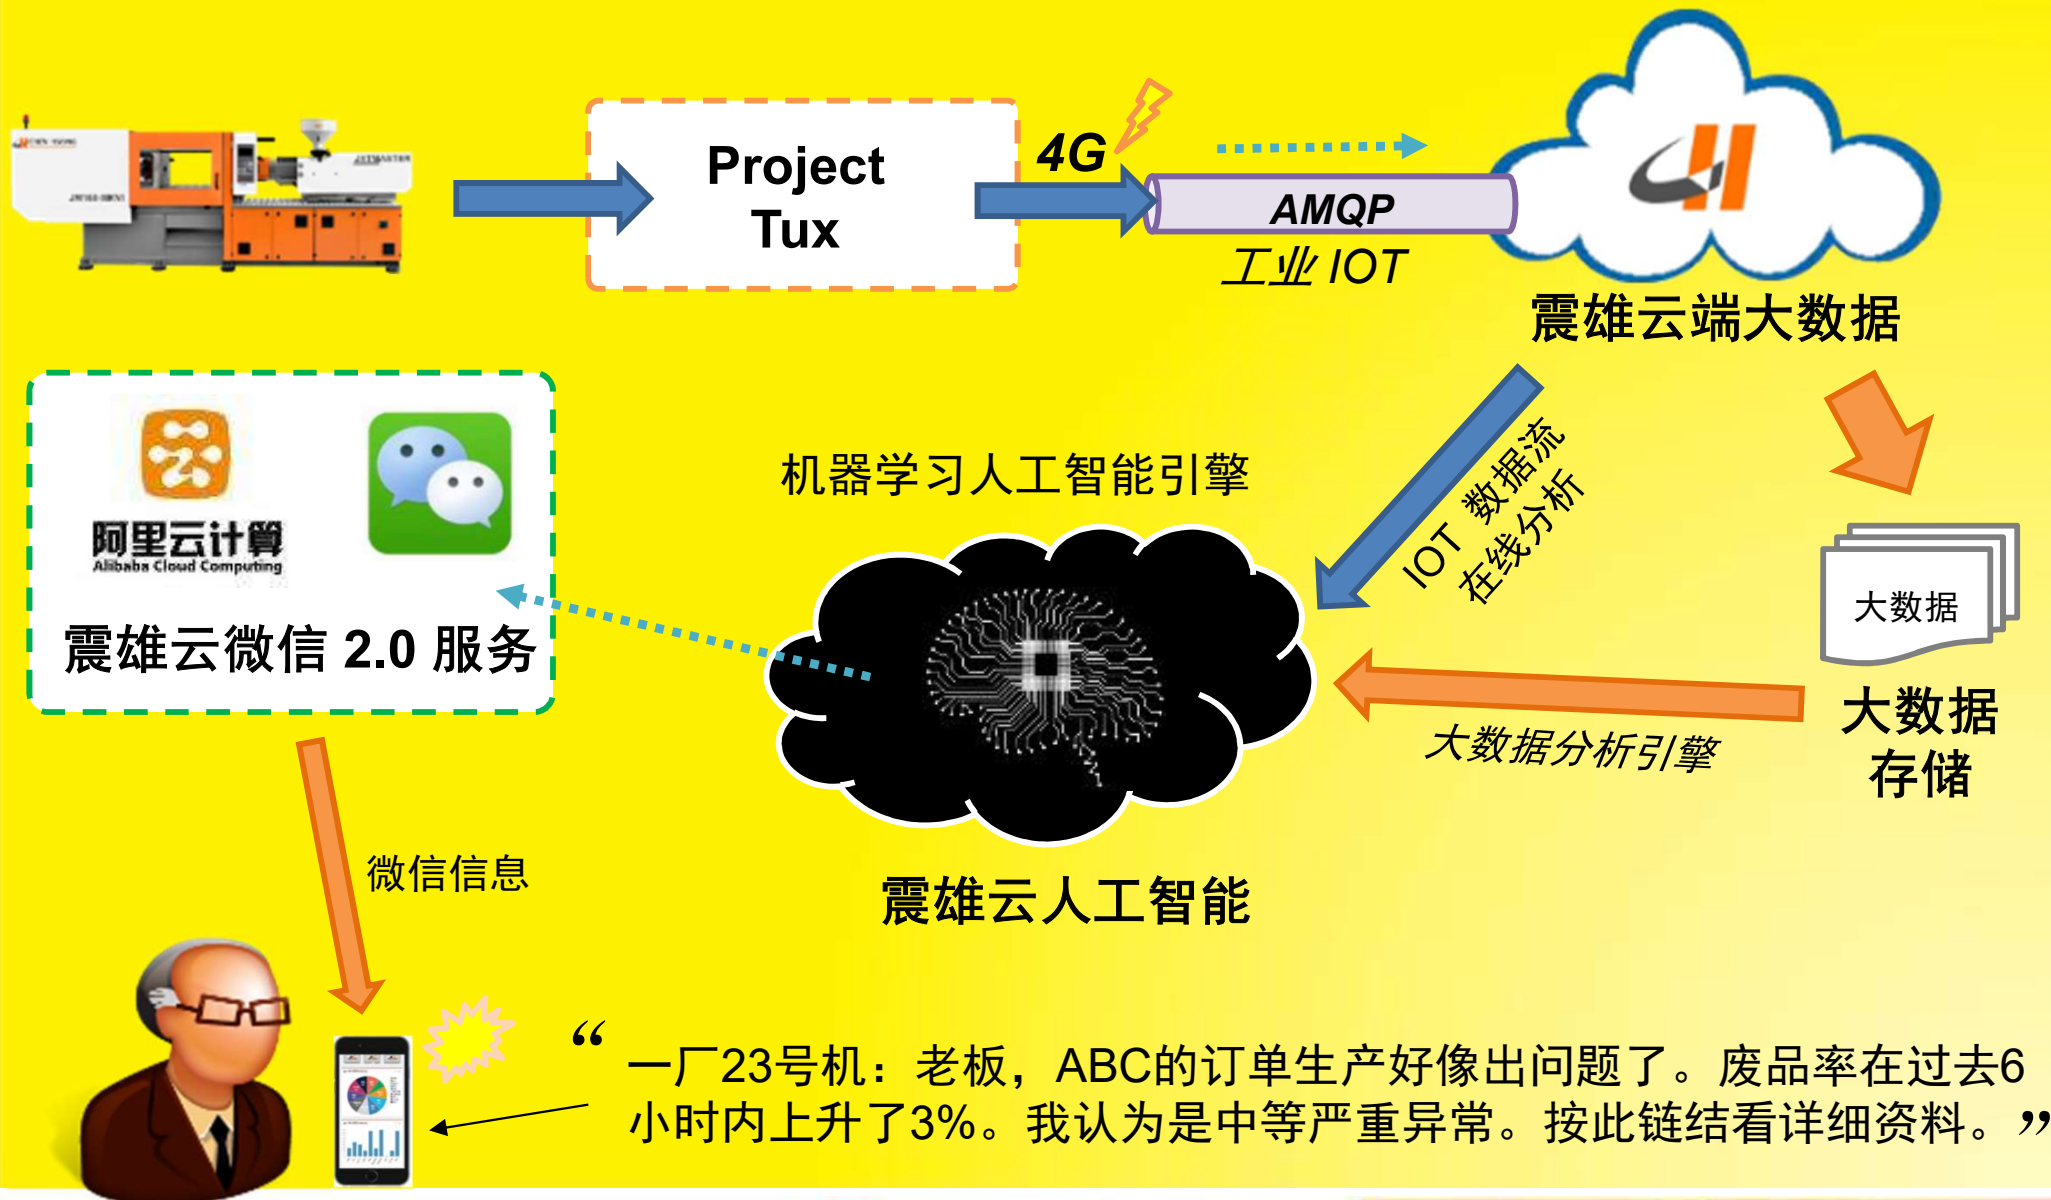 Project
Tux
4G
AMQP
工业 IOT
震雄云端大数据
阿里云计算
Alibaba Cloud Computing
震雄云微信 2.0 服务
机器学习人工智能引擎
IOT 数据流
在线分析
大数据
大数据
存储
大数据分析引擎
震雄云人工智能
微信信息
“一厂23号机：老板，ABC的订单生产好像出问题了。废品率在过去6
小时内上升了3%。我认为是中等严重异常。按此链结看详细资料。”